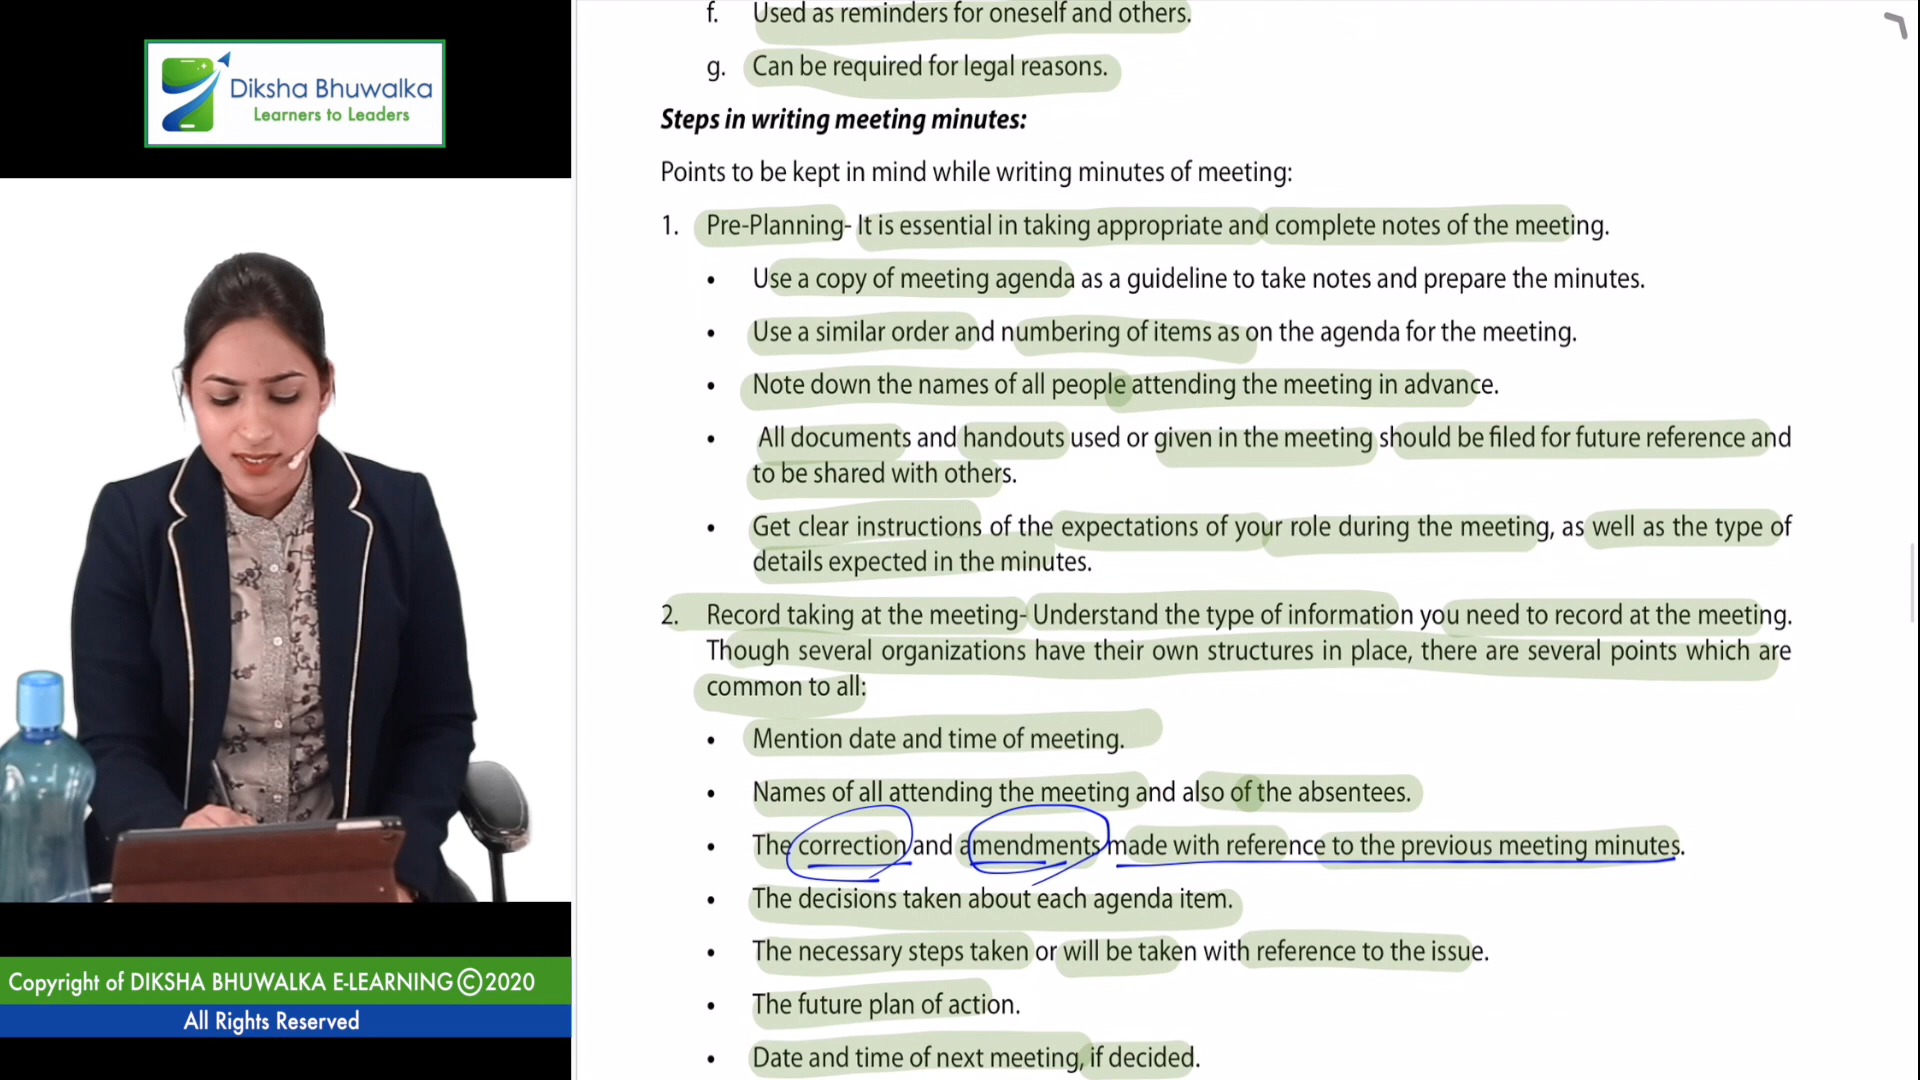 Diksha Bhuwalka
Learners to Leaders
f. Used as reminders for oneself and others.
g. Can be required for legal reasons.
Steps in writing meeting minutes:
Points to be kept in mind while writing minutes of meeting:
1. Pre-Planning- It is essential in taking appropriate and complete notes of the meeting.
• Use a copy of meeting agenda as a guideline to take notes and prepare the minutes.
• Use a similar order and numbering of items as on the agenda for the meeting.
• Note down the names of all people attending the meeting in advance.
• All documents and handouts used or given in the meeting should be filed for future reference and
to be shared with others.
• Get clear instructions of the expectations of your role during the meeting, as well as the type of
details expected in the minutes.
2. Record taking at the meeting- Understand the type of information you need to record at the meeting.
Though several organizations have their own structures in place, there are several points which are
common to all:
• Mention date and time of meeting.
• Names of all attending the meeting and also of the absentees.
• The correction and amendments made with reference to the previous meeting minutes.
• The decisions taken about each agenda item.
• The necessary steps taken or will be taken with reference to the issue.
• The future plan of action.
• Date and time of next meeting, if decided.
Copyright of DIKSHA BHUWALKA E-LEARNING ©2020
All Rights Reserved